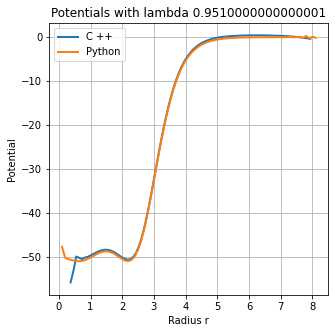 Potentials with lambda 0.9510000000000001
C ++
Python
0
−10
−20
−30
−40
−50
Potential
0 1 2 3 4 5 6 7 8
Radius r